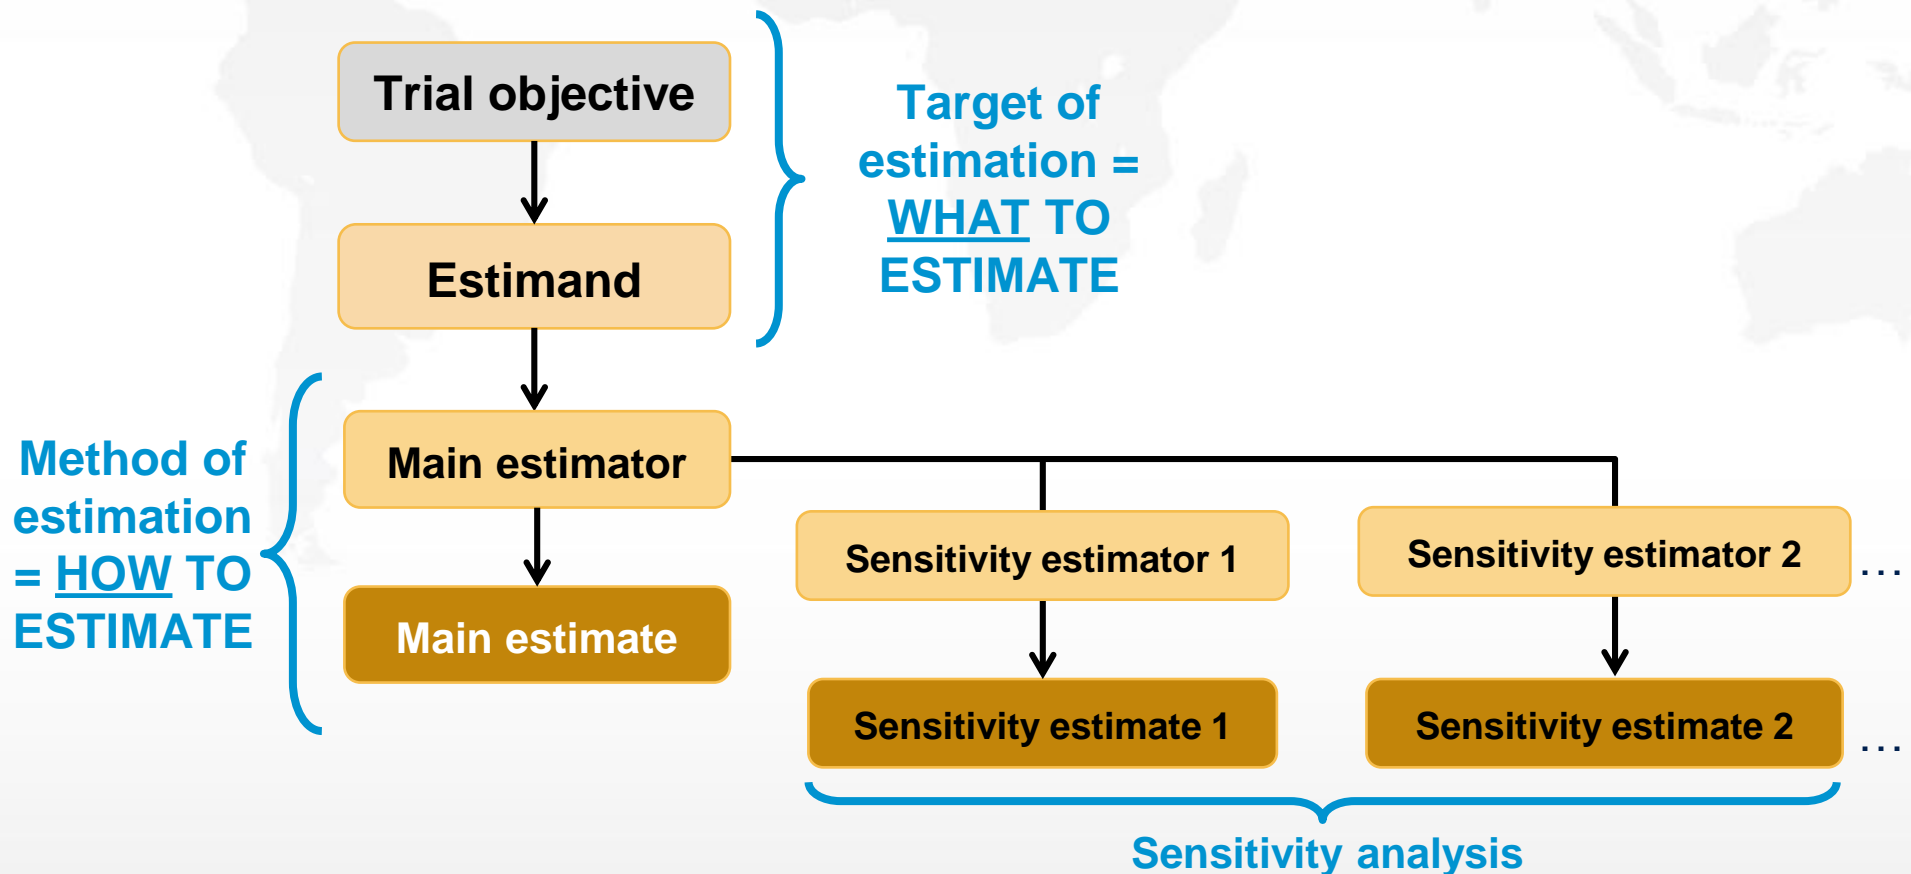 Trial objective
Target of
estimation =
WHAT TO
ESTIMATE
Estimand
Method of
estimation
= HOW TO
ESTIMATE
Main estimator
Main estimate
Sensitivity estimator 1
Sensitivity estimator 2
...
Sensitivity estimate 1
Sensitivity estimate 2
...
Sensitivity analysis